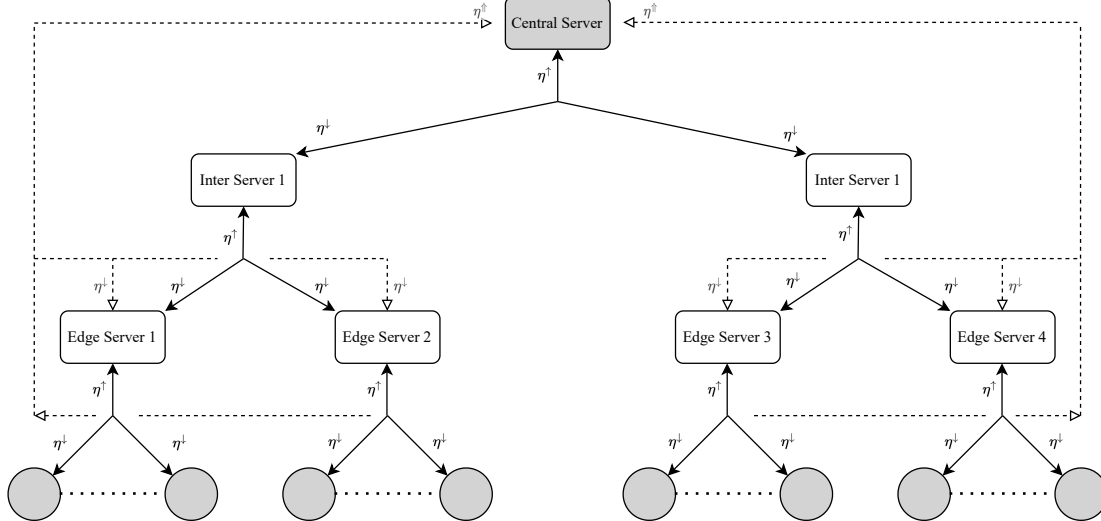 η⇑
Central Server
η⇑
η↑
η↓
η↓
Inter Server 1
Inter Server 1
η↑
η↑
η↓
η↓
η↓
η↓
η↓
η↓
η↓
η↓
Edge Server 1
Edge Server 2
Edge Server 3
Edge Server 4
η↑
η↑
η↑
η↑
η↓
η↓
η↓
η↓
η↓
η↓
η↓
η↓